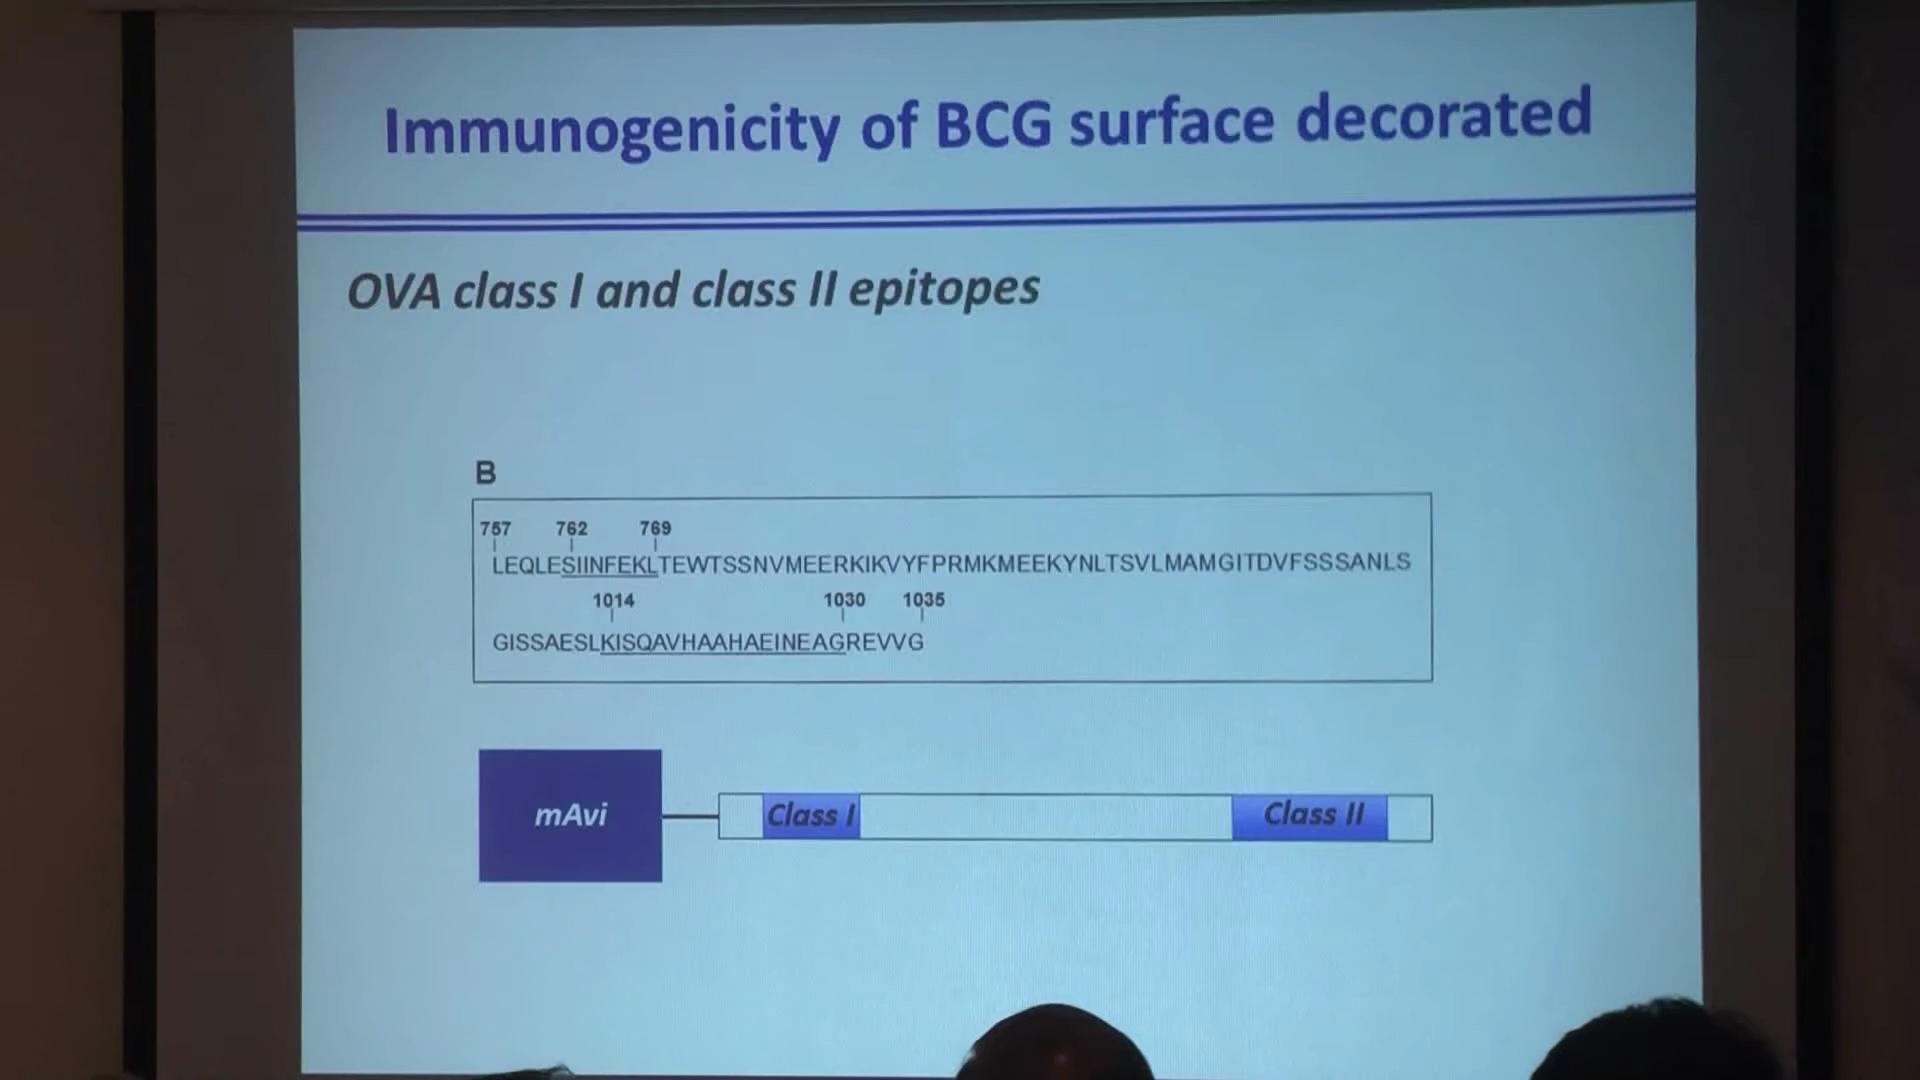 Immunogenicity of BCG surface decorated
OVA class I and class II epitopes
B
757 762 769
LEQLESIINFEKLTEWTSSNVMEERKIKVYFPRMKMEEKYNLTSVLMAMGITDVFSSSANLS
1014 1030 1035
GISSAESLKISQAVHAAHAEINEAGREVVG
mAvi Class I Class II